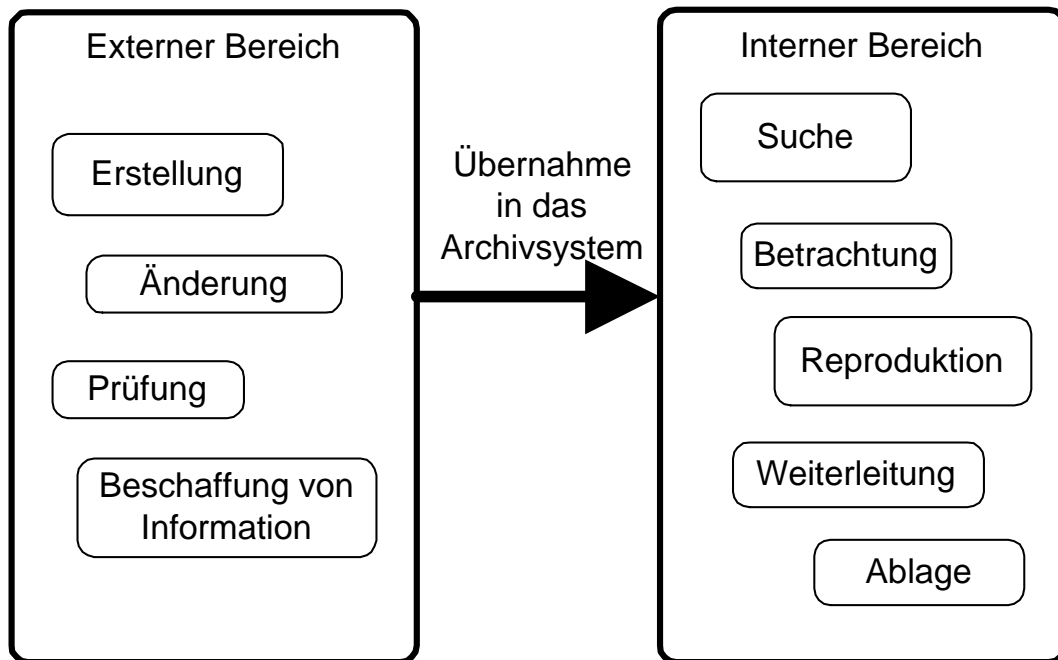 Externer Bereich
Erstellung
Änderung
Prüfung
Beschaffung von
Information
Übernahme
in das
Archivsystem
Interner Bereich
Suche
Betrachtung
Reproduktion
Weiterleitung
Ablage